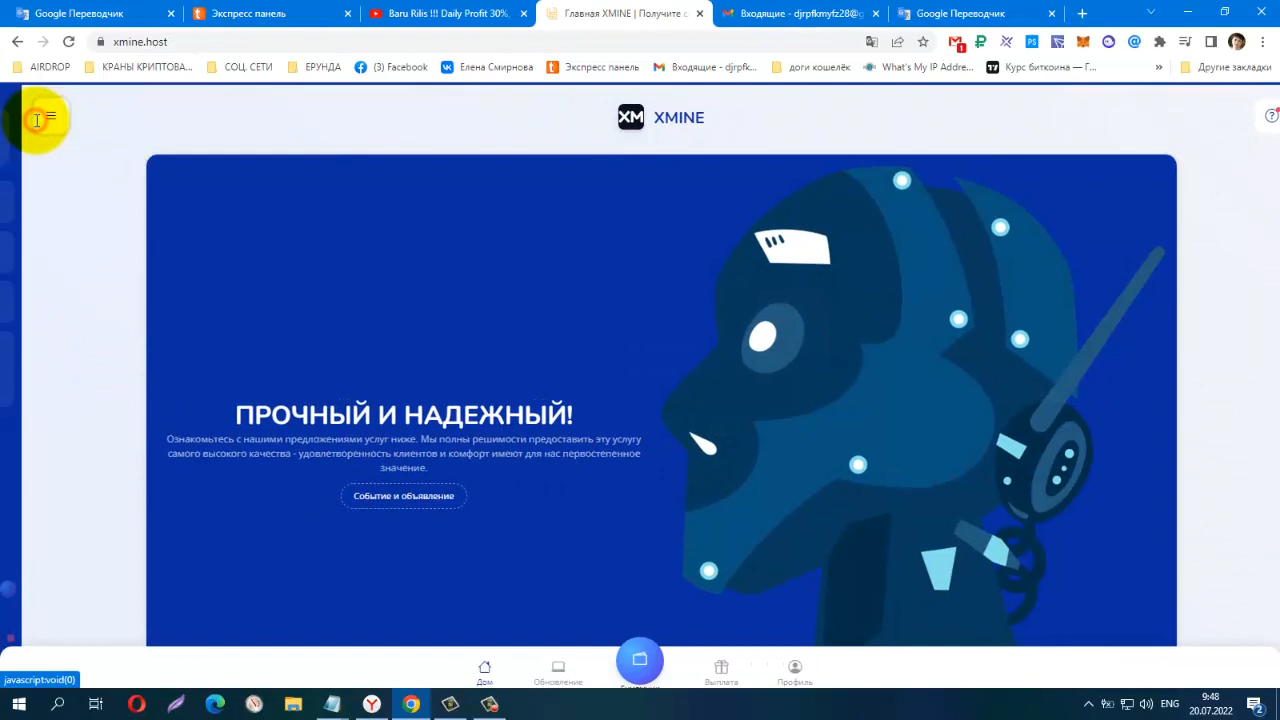 Google Переводчик
Экспресс панель
Baru Rilis !!! Daily Profit 30%,
Главная XMINE | Получите с
Входящие - djrpfkmyfz28@g
Google Переводчик
xmine.host
1
AIRDROP
КРАНЫ КРИПТОВА...
СОЦ. СЕТИ
ЕРУНДА
(3) Facebook
Елена Смирнова
Экспресс панель
Входящие - djrpfk...
доги кошелёк
What's My IP Addre...
Курс биткоина — Г...
»
Другие закладки
XM XMINE
ПРОЧНЫЙ И НАДЕЖНЫЙ!
Ознакомьтесь с нашими предложениями услуг ниже. Мы полны решимости предоставить эту услугу
самого высокого качества - удовлетворенность клиентов и комфорт имеют для нас первостепенное
значение.
Событие и объявление
Дом
Обновление
Выплата
Профиль
javascript:void(0)
ENG
9:48
20.07.2022
2